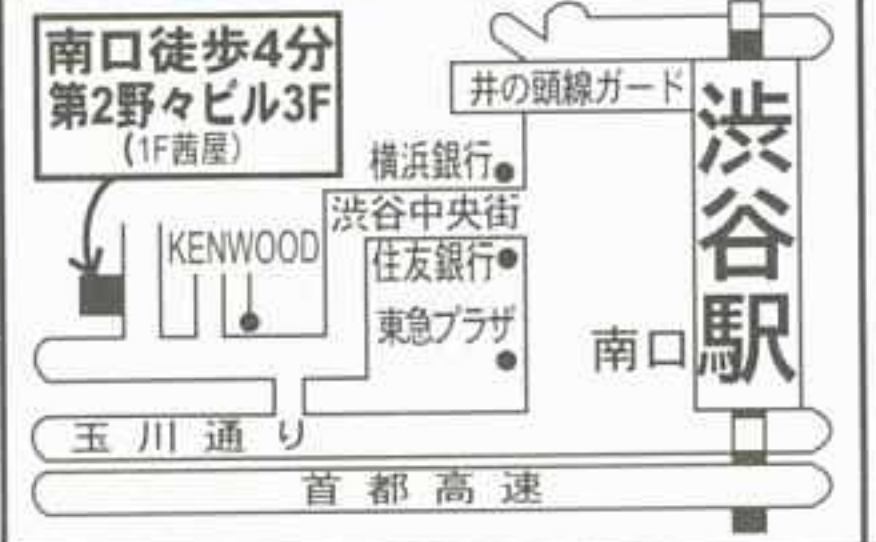 南口徒歩4分
第2野々ビル3F
(1F茜屋)
井の頭線ガード
渋谷駅
横浜銀行
渋谷中央街
KENWOOD
住友銀行
東急プラザ
南口
玉川通り
首都高速